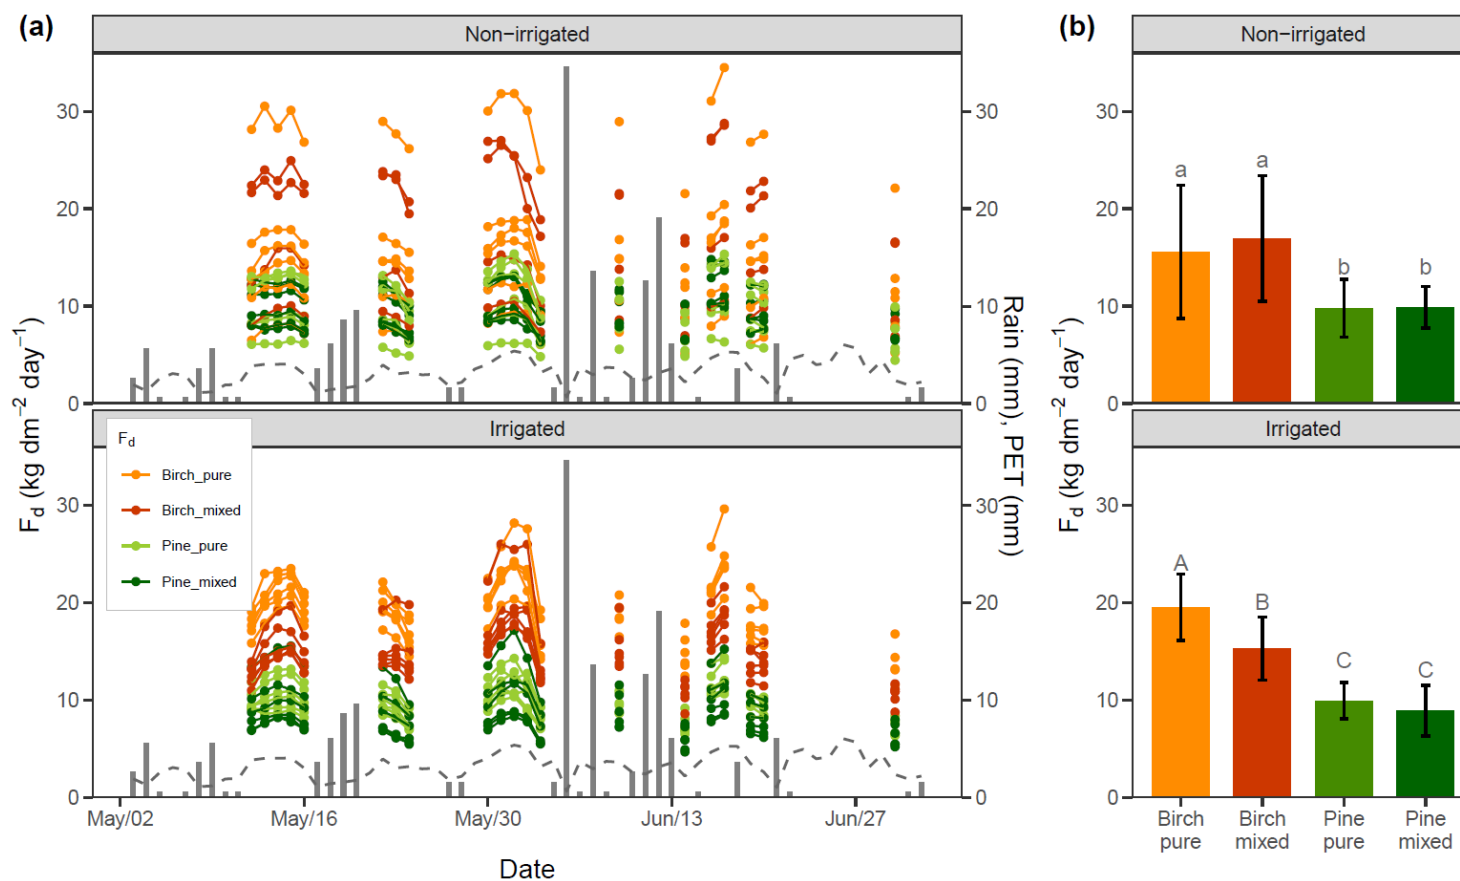 (a)
Non−irrigated
30
20
10
0
30
20
10
0
Irrigated
F_d
Birch_pure
Birch_mixed
Pine_pure
Pine_mixed
30
20
10
0
30
20
10
0
F_d (kg dm⁻² day⁻¹)
Rain (mm), PET (mm)
May/02
May/16
May/30
Jun/13
Jun/27
Date
(b)
Non−irrigated
30
20
10
0
a
a
b
b
Irrigated
30
20
10
0
A
B
C
C
F_d (kg dm⁻² day⁻¹)
Birch
pure
Birch
mixed
Pine
pure
Pine
mixed